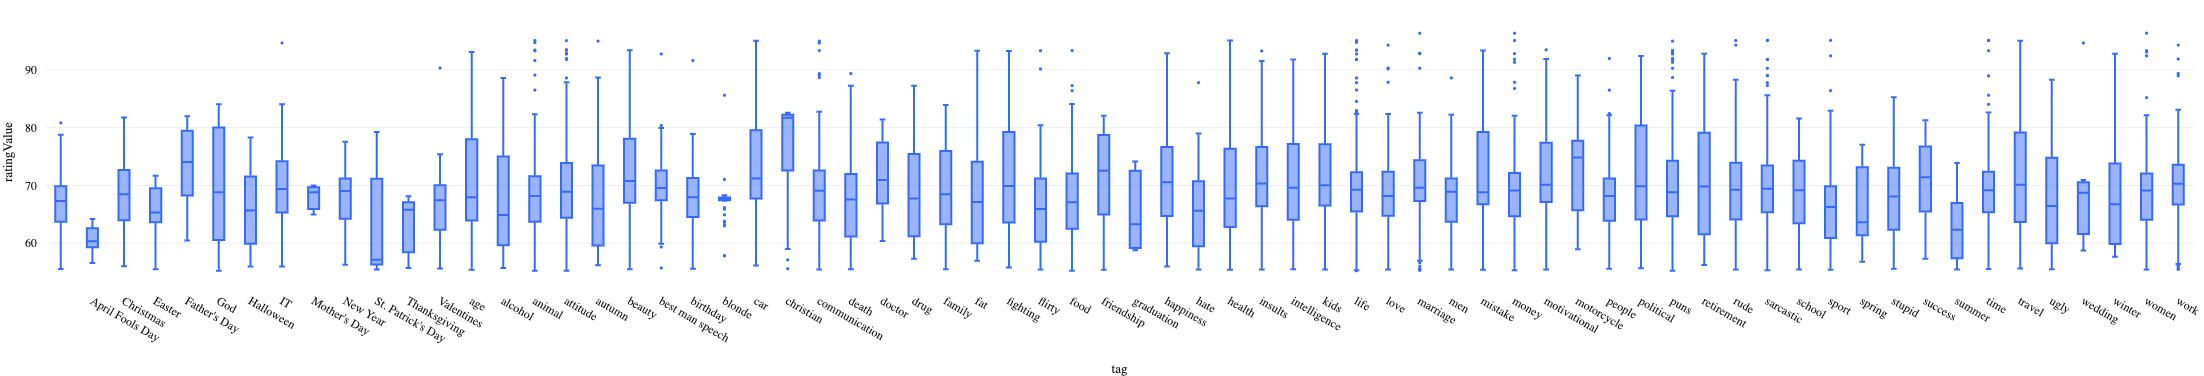 90
80
70
60
ratingValue
April Fools Day
Christmas
Easter
Father's Day
God
Halloween
IT
Mother's Day
New Year
St. Patrick's Day
Thanksgiving
Valentines
age
alcohol
animal
attitude
autumn
beauty
best man speech
birthday
blonde
car
christian
communication
death
doctor
drug
family
fat
fighting
flirty
food
friendship
graduation
happiness
hate
health
insults
intelligence
kids
life
love
marriage
men
mistake
money
motivational
motorcycle
people
political
puns
retirement
rude
sarcastic
school
sport
spring
stupid
success
summer
time
travel
ugly
wedding
winter
women
work
tag